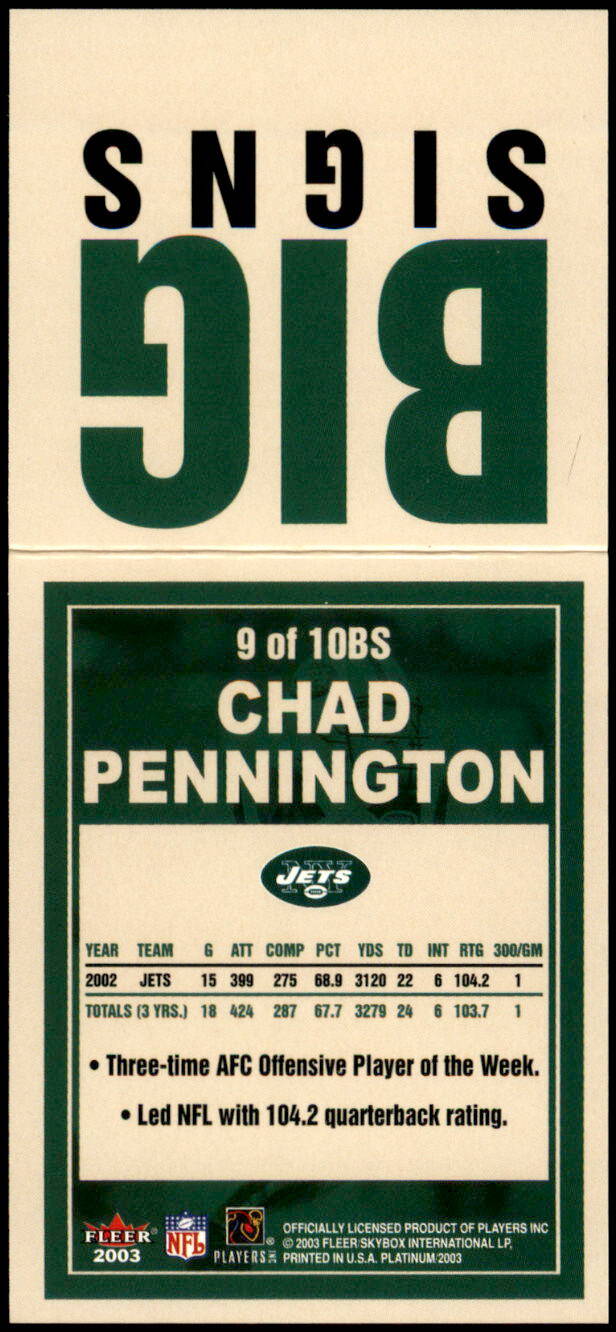 BIG
SIGNS
9 of 10BS
CHAD
PENNINGTON
NY
JETS
YEAR TEAM G ATT COMP PCT YDS TD INT RTG 300/GM
2002 JETS 15 399 275 68.9 3120 22 6 104.2 1
TOTALS (3 YRS.) 18 424 287 67.7 3279 24 6 103.7 1
• Three-time AFC Offensive Player of the Week.
• Led NFL with 104.2 quarterback rating.
FLEER®
2003
NFL
PLAYERS INC ®
OFFICIALLY LICENSED PRODUCT OF PLAYERS INC
© 2003 FLEER/SKYBOX INTERNATIONAL LP,
PRINTED IN U.S.A. PLATINUM/2003